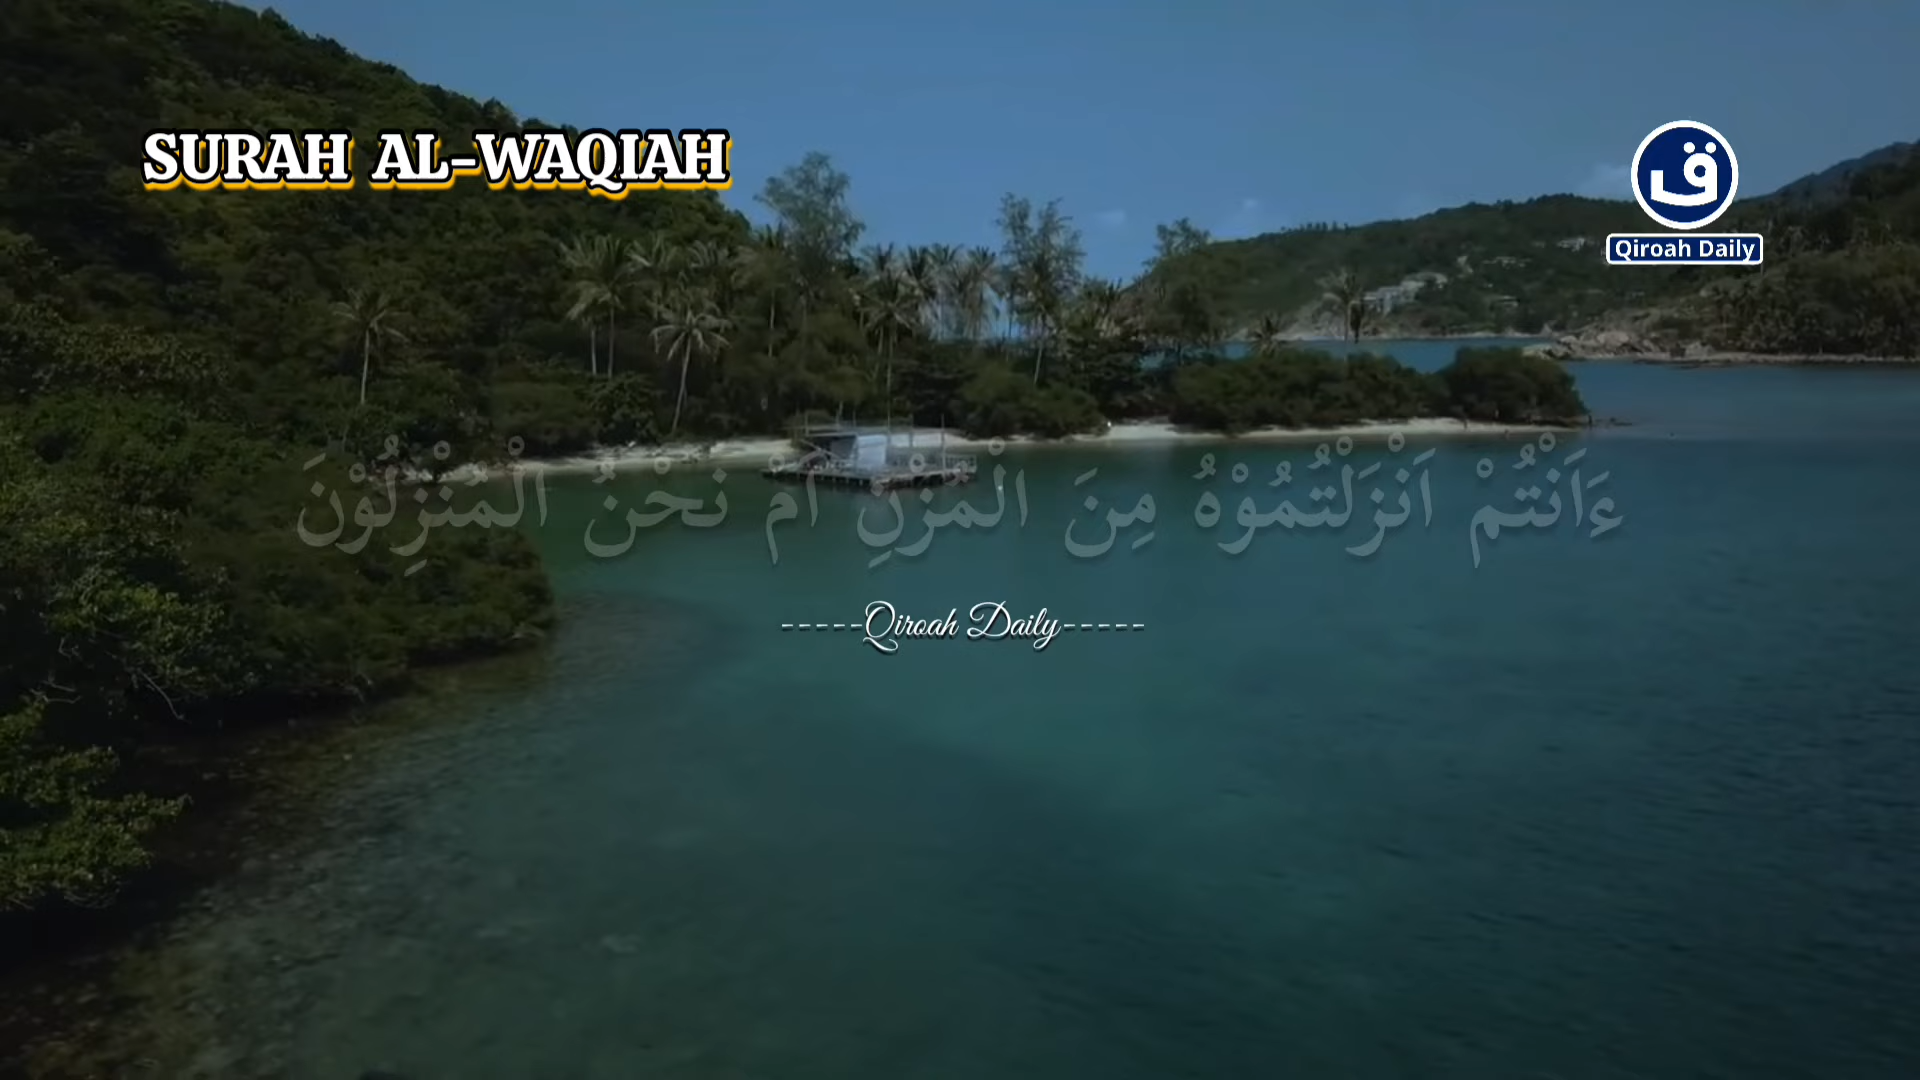 SURAH AL-WAQIAH
ق
Qiroah Daily
ءَاَنْتُمْ اَنْزَلْتُمُوْهُ مِنَ الْمُزْنِ اَمْ نَحْنُ الْمُنْزِلُوْنَ
-----Qiroah Daily-----